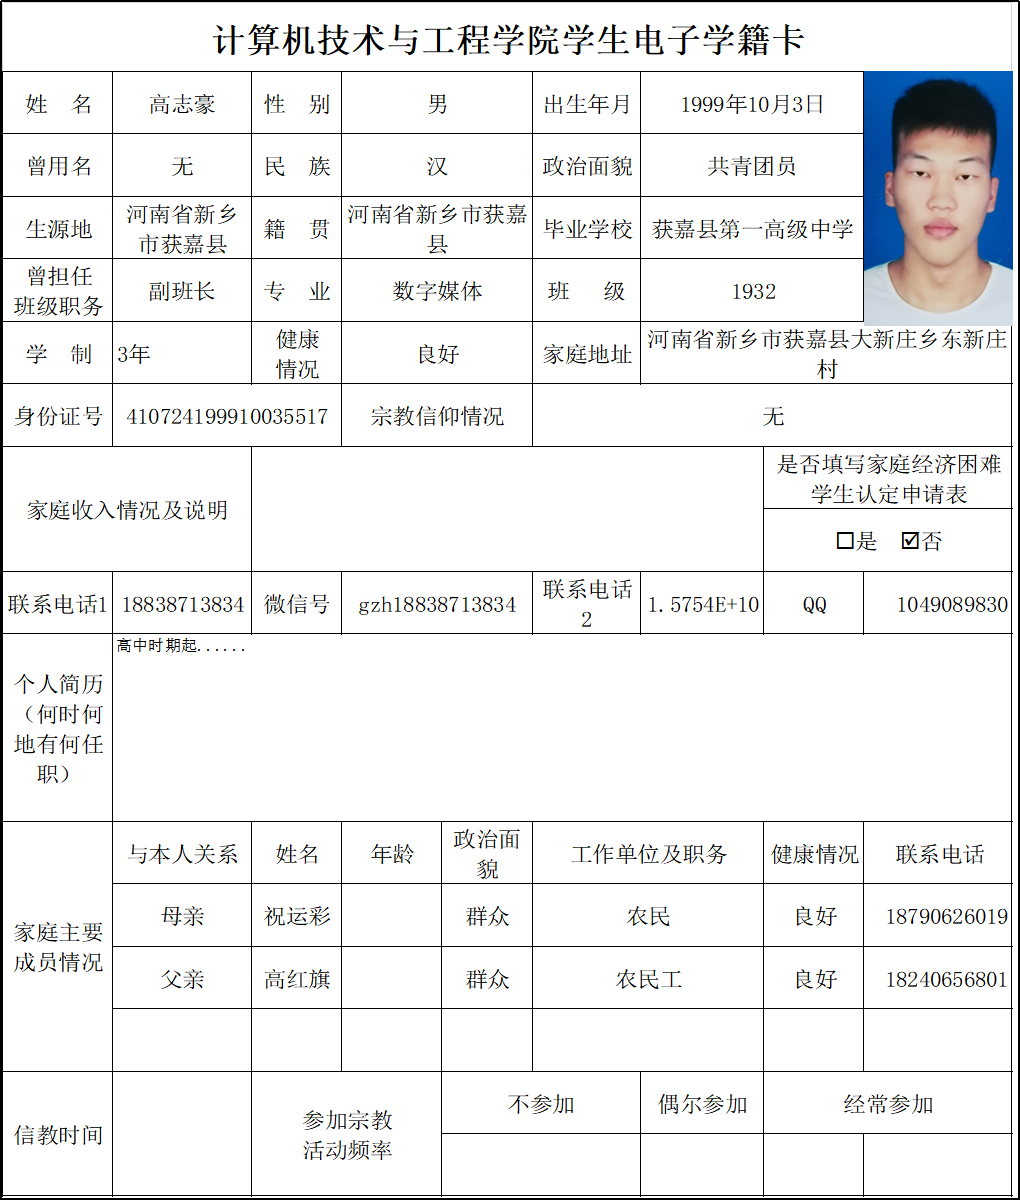 计算机技术与工程学院学生电子学籍卡
姓 名 高志豪 性 别 男 出生年月 1999年10月3日
曾用名 无 民 族 汉 政治面貌 共青团员
生源地 河南省新乡市获嘉县 籍 贯 河南省新乡市获嘉县 毕业学校 获嘉县第一高级中学
曾担任班级职务 副班长 专 业 数字媒体 班 级 1932
学 制 3年 健康情况 良好 家庭地址 河南省新乡市获嘉县大新庄乡东新庄村
身份证号 410724199910035517 宗教信仰情况 无
家庭收入情况及说明 是否填写家庭经济困难学生认定申请表
☐是 ☑否
联系电话1 18838713834 微信号 gzh18838713834 联系电话2 1.5754E+10 QQ 1049089830
个人简历（何时何地有何任职） 高中时期起......
家庭主要成员情况 与本人关系 姓名 年龄 政治面貌 工作单位及职务 健康情况 联系电话
母亲 祝运彩 群众 农民 良好 18790626019
父亲 高红旗 群众 农民工 良好 18240656801
信教时间 参加宗教活动频率 不参加 偶尔参加 经常参加